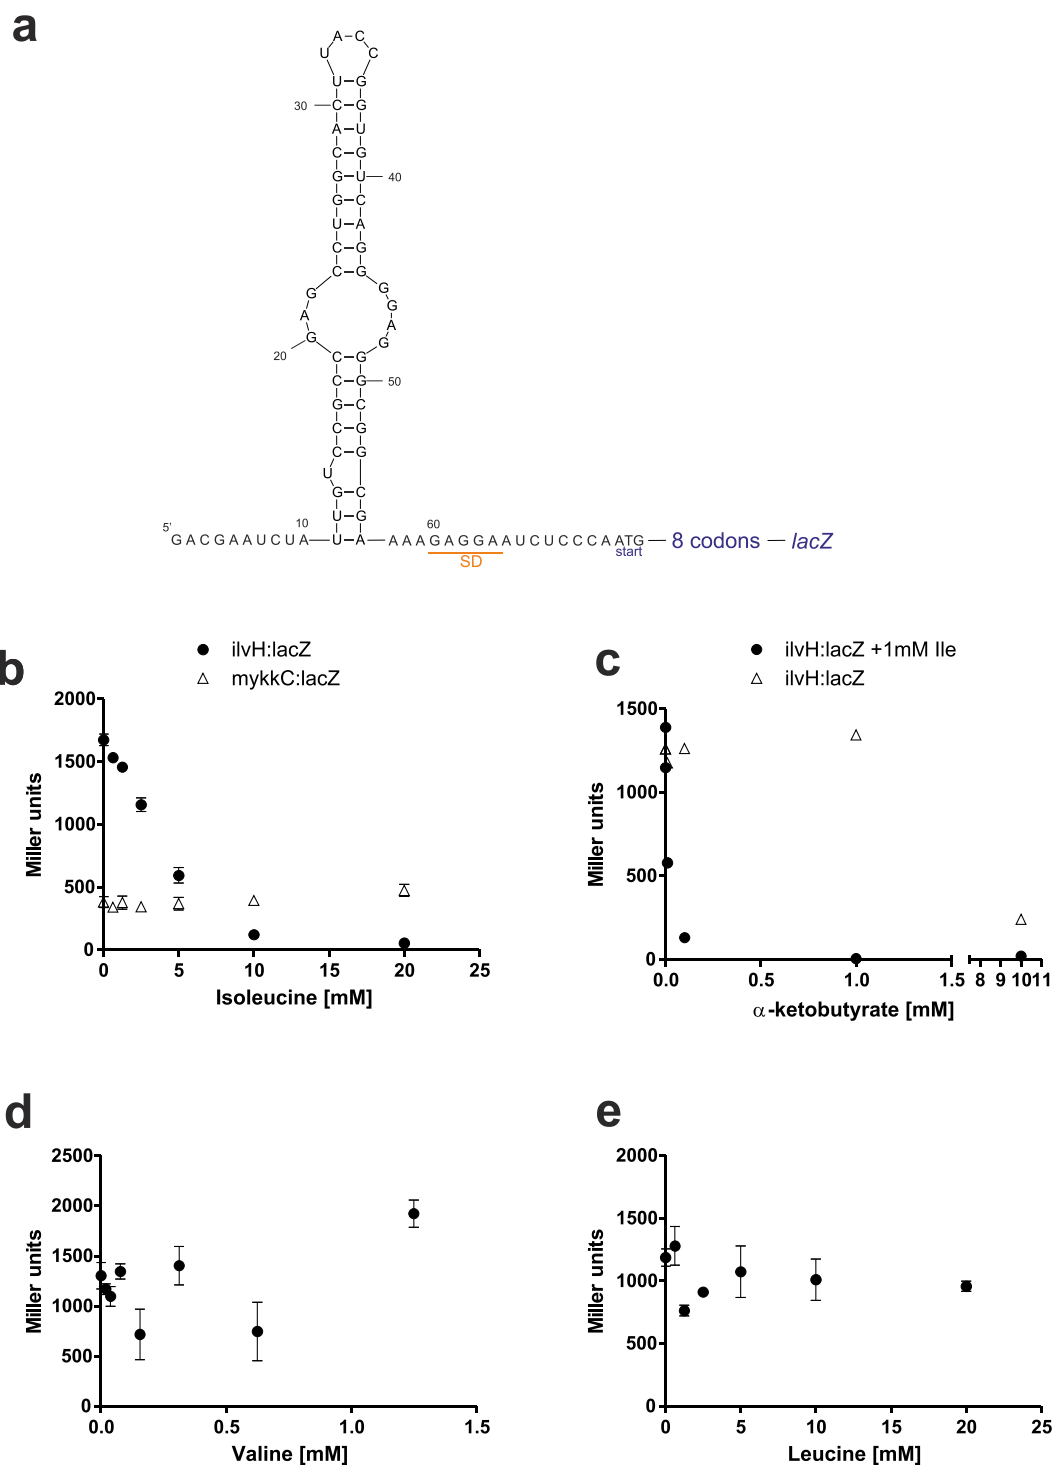 a
A C
U C
U G
30 C G
A U
C G
G U 40
G C
U A
C G
C G
G G
G
A A
G G
20 C G
C G 50
G C
C G
C G
U
G C
U G
5' 10 60
GACGAAUCUA U A AAAGAGGAAUCUCCCAATG 8 codons lacZ
SD start
b
ilvH:lacZ
mykkC:lacZ
2000
1500
1000
500
0
Miller units
0 5 10 15 20 25
Isoleucine [mM]
c
ilvH:lacZ +1mM Ile
ilvH:lacZ
1500
1000
500
0
Miller units
0.0 0.5 1.0 1.5 8 9 10 11
α-ketobutyrate [mM]
d
2500
2000
1500
1000
500
0
Miller units
0.0 0.5 1.0 1.5
Valine [mM]
e
2000
1500
1000
500
0
Miller units
0 5 10 15 20 25
Leucine [mM]